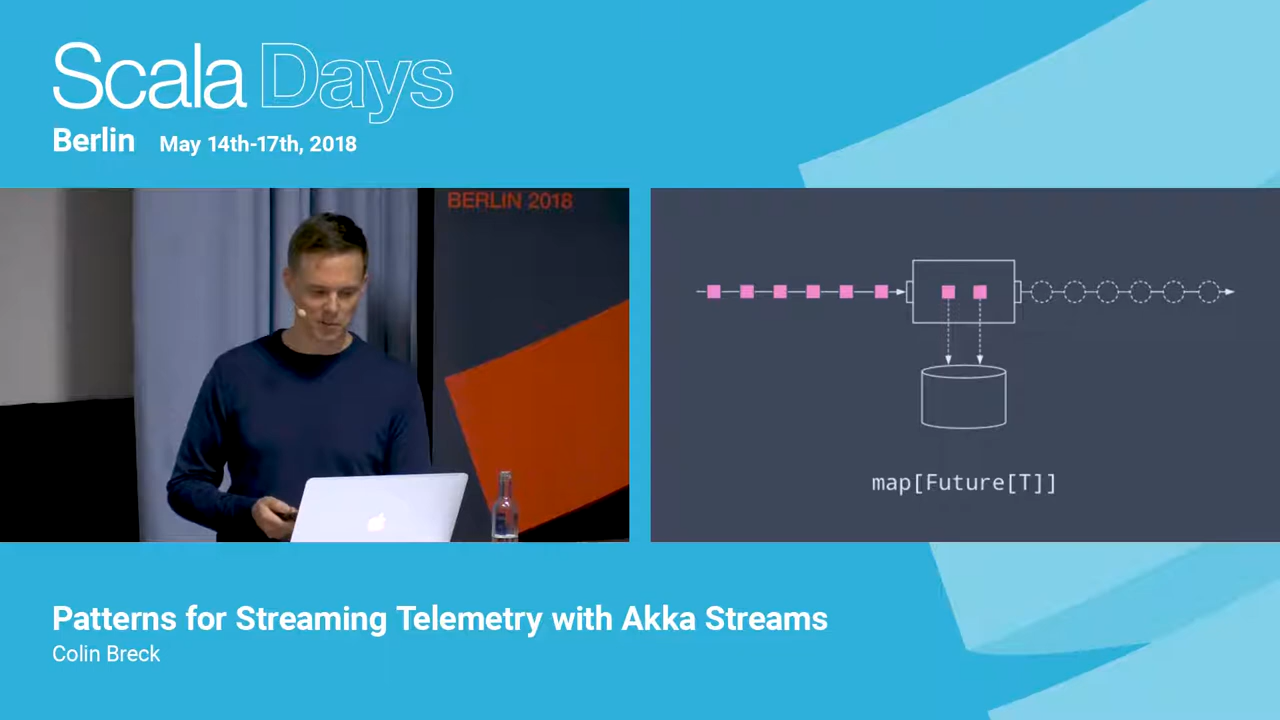 Scala Days
Berlin May 14th-17th, 2018
BERLIN 2018
map[Future[T]]
Patterns for Streaming Telemetry with Akka Streams
Colin Breck